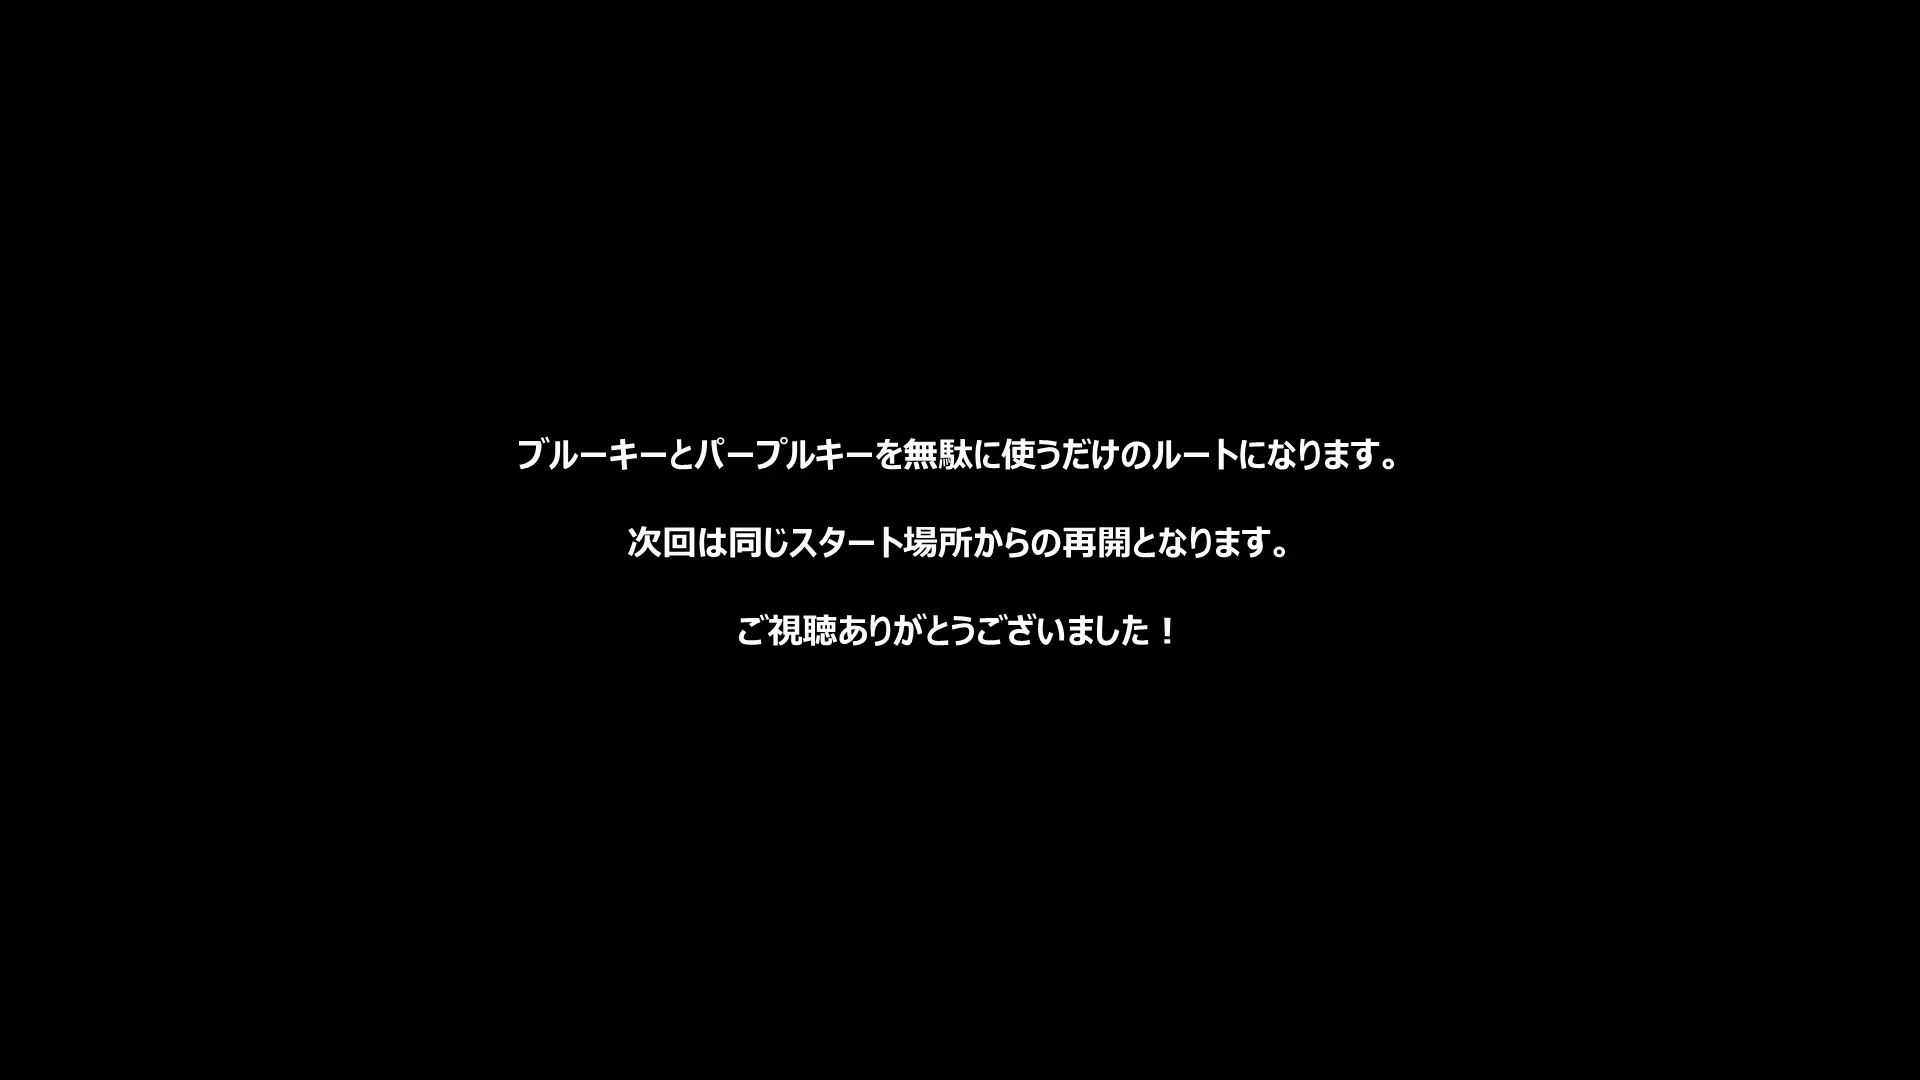 ブルーキーとパープルキーを無駄に使うだけのルートになります。
次回は同じスタート場所からの再開となります。
ご視聴ありがとうございました！